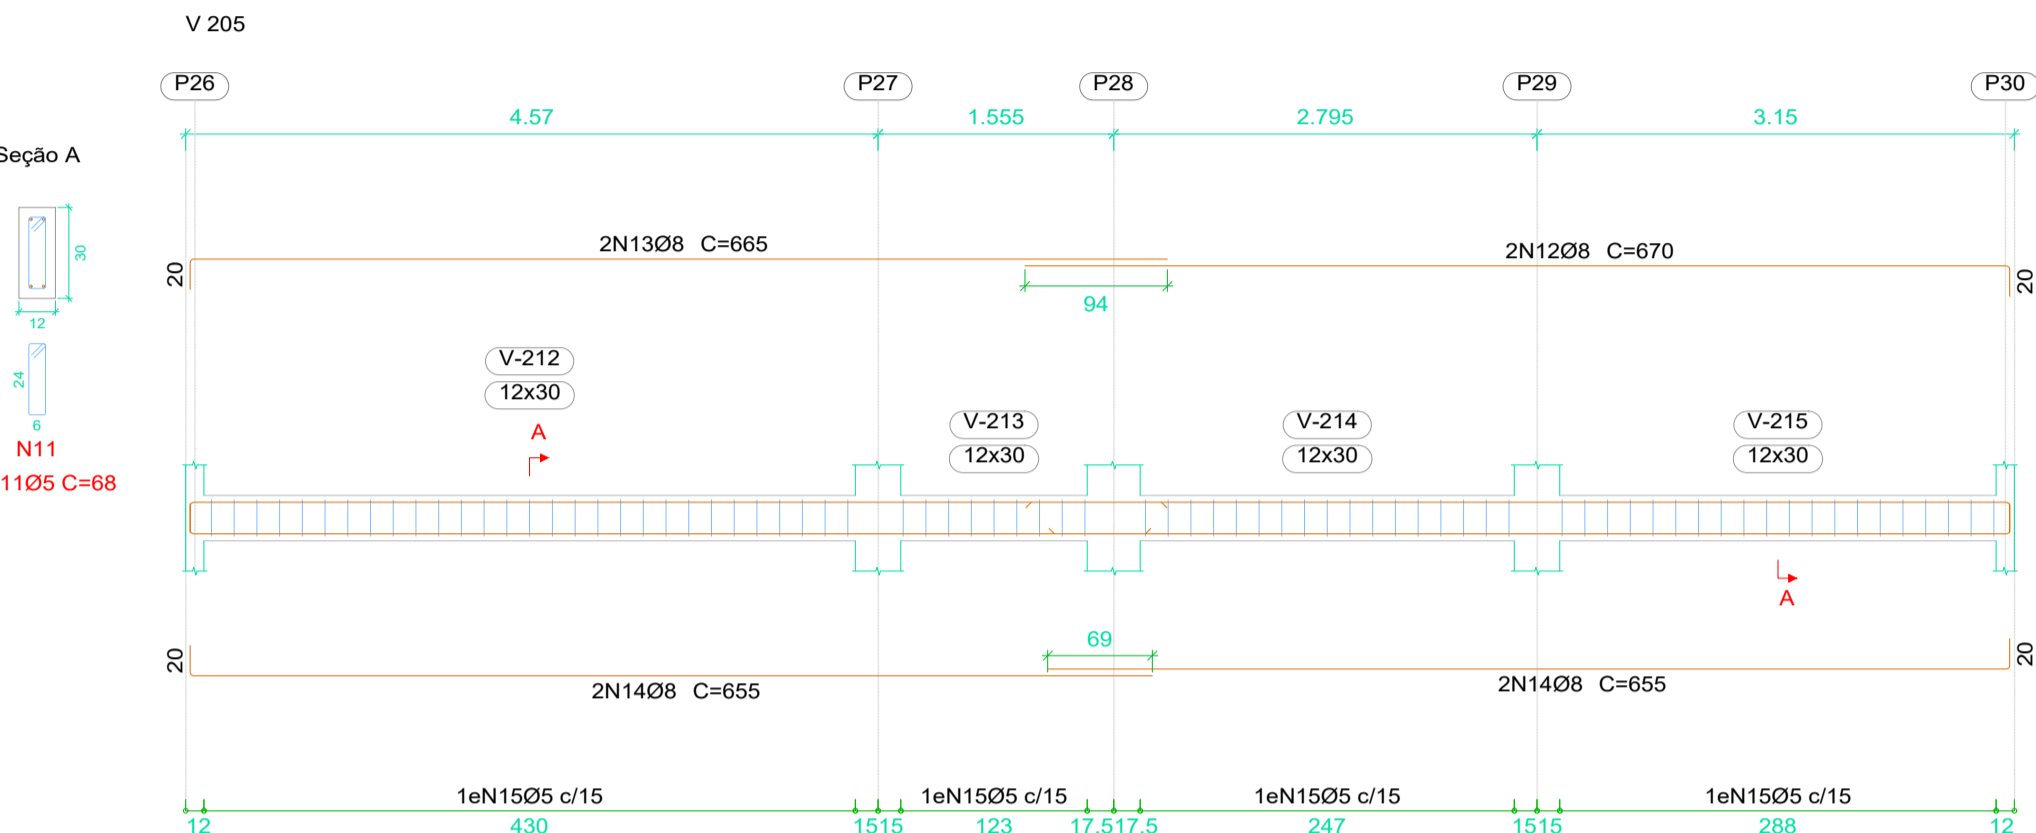 V 205
P26 P27 P28 P29 P30
4.57 1.555 2.795 3.15
Seção A
2N13Ø8 C=665
2N12Ø8 C=670
20
20
94
30
12
V-212
12x30
24
6
A
V-213 V-214 V-215
12x30 12x30 12x30
N11
11Ø5 C=68
A
69
20
20
2N14Ø8 C=655
2N14Ø8 C=655
1eN15Ø5 c/15 1eN15Ø5 c/15 1eN15Ø5 c/15 1eN15Ø5 c/15
12 430 1515 123 17.517.5 247 1515 288 12